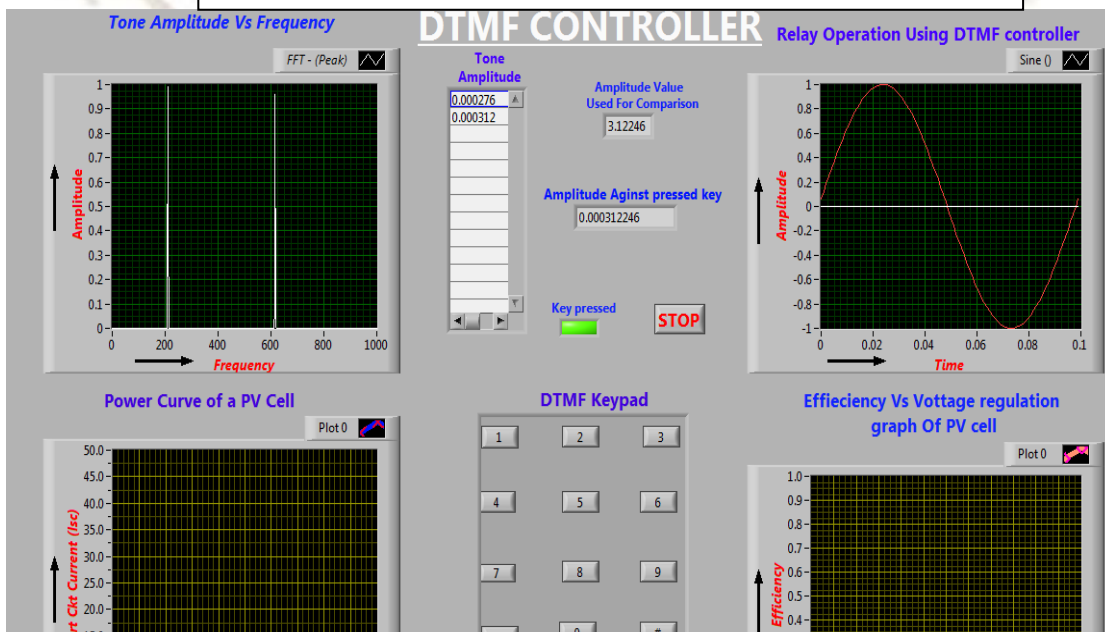 Tone Amplitude Vs Frequency
FFT - (Peak)
Amplitude
1
0.9
0.8
0.7
0.6
0.5
0.4
0.3
0.2
0.1
0
0 200 400 600 800 1000
Frequency
DTMF CONTROLLER
Tone
Amplitude
0.000276
0.000312
Amplitude Value
Used For Comparison
3.12246
Amplitude Aginst pressed key
0.000312246
Key pressed
STOP
Relay Operation Using DTMF controller
Sine ()
Amplitude
1
0.8
0.6
0.4
0.2
0
-0.2
-0.4
-0.6
-0.8
-1
0 0.02 0.04 0.06 0.08 0.1
Time
Power Curve of a PV Cell
Plot 0
Ckt Current (Isc)
50.0
45.0
40.0
35.0
30.0
25.0
20.0
DTMF Keypad
1 2 3
4 5 6
7 8 9
0 #
Effieciency Vs Vottage regulation
graph Of PV cell
Plot 0
Efficiency
1.0
0.9
0.8
0.7
0.6
0.5
0.4